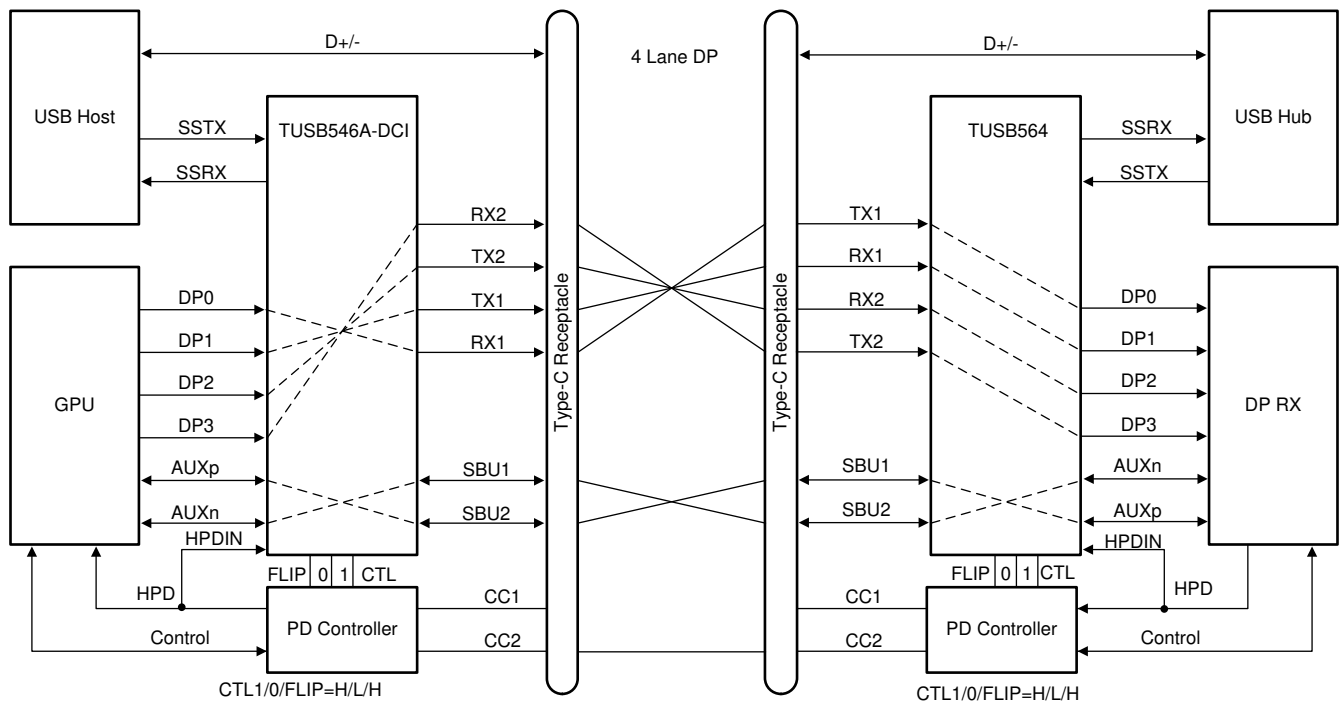 D+/-
4 Lane DP
D+/-
USB Host
TUSB546A-DCI
TUSB564
USB Hub
SSTX
SSRX
SSRX
SSTX
RX2
TX2
TX1
RX1
TX1
RX1
RX2
TX2
Type-C Receptacle
Type-C Receptacle
GPU
DP0
DP1
DP2
DP3
AUXp
AUXn
HPDIN
SBU1
SBU2
SBU1
SBU2
DP0
DP1
DP2
DP3
AUXn
AUXp
HPDIN
DP RX
FLIP 0 1 CTL
FLIP 0 1 CTL
HPD
HPD
Control
PD Controller
CC1
CC2
CC1
CC2
PD Controller
Control
CTL1/0/FLIP=H/L/H
CTL1/0/FLIP=H/L/H